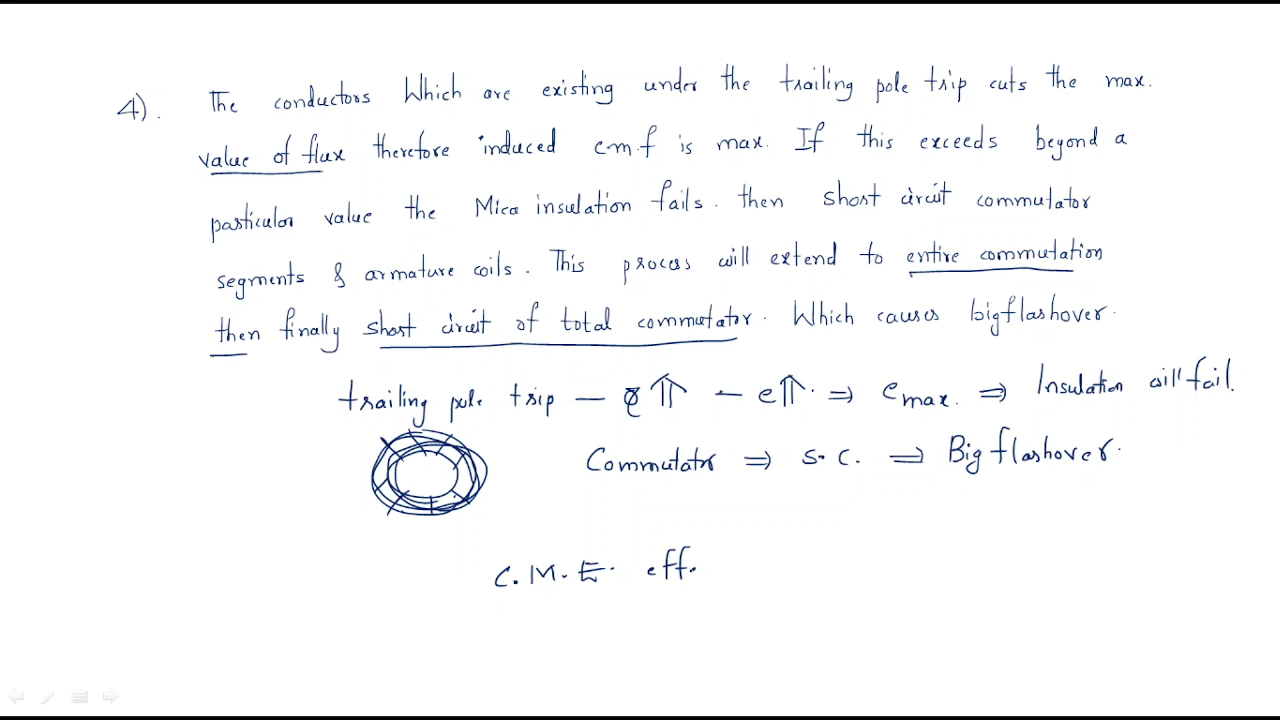 4). The conductors Which are existing under the trailing pole trip cuts the max.
value of flux therefore induced emf is max. If this exceeds beyond a
particular value the Mica insulation fails. then short circuit commutator
segments & armature coils. This process will extend to entire commutation
then finally short circuit of total commutator. Which causes big flashover.
trailing pole trip — ⇑ — e⇑. ⇒ emax. ⇒ Insulation will fail.
Commutator ⇒ s.c. ⇒ Big flashover.
C.M.E. eff.